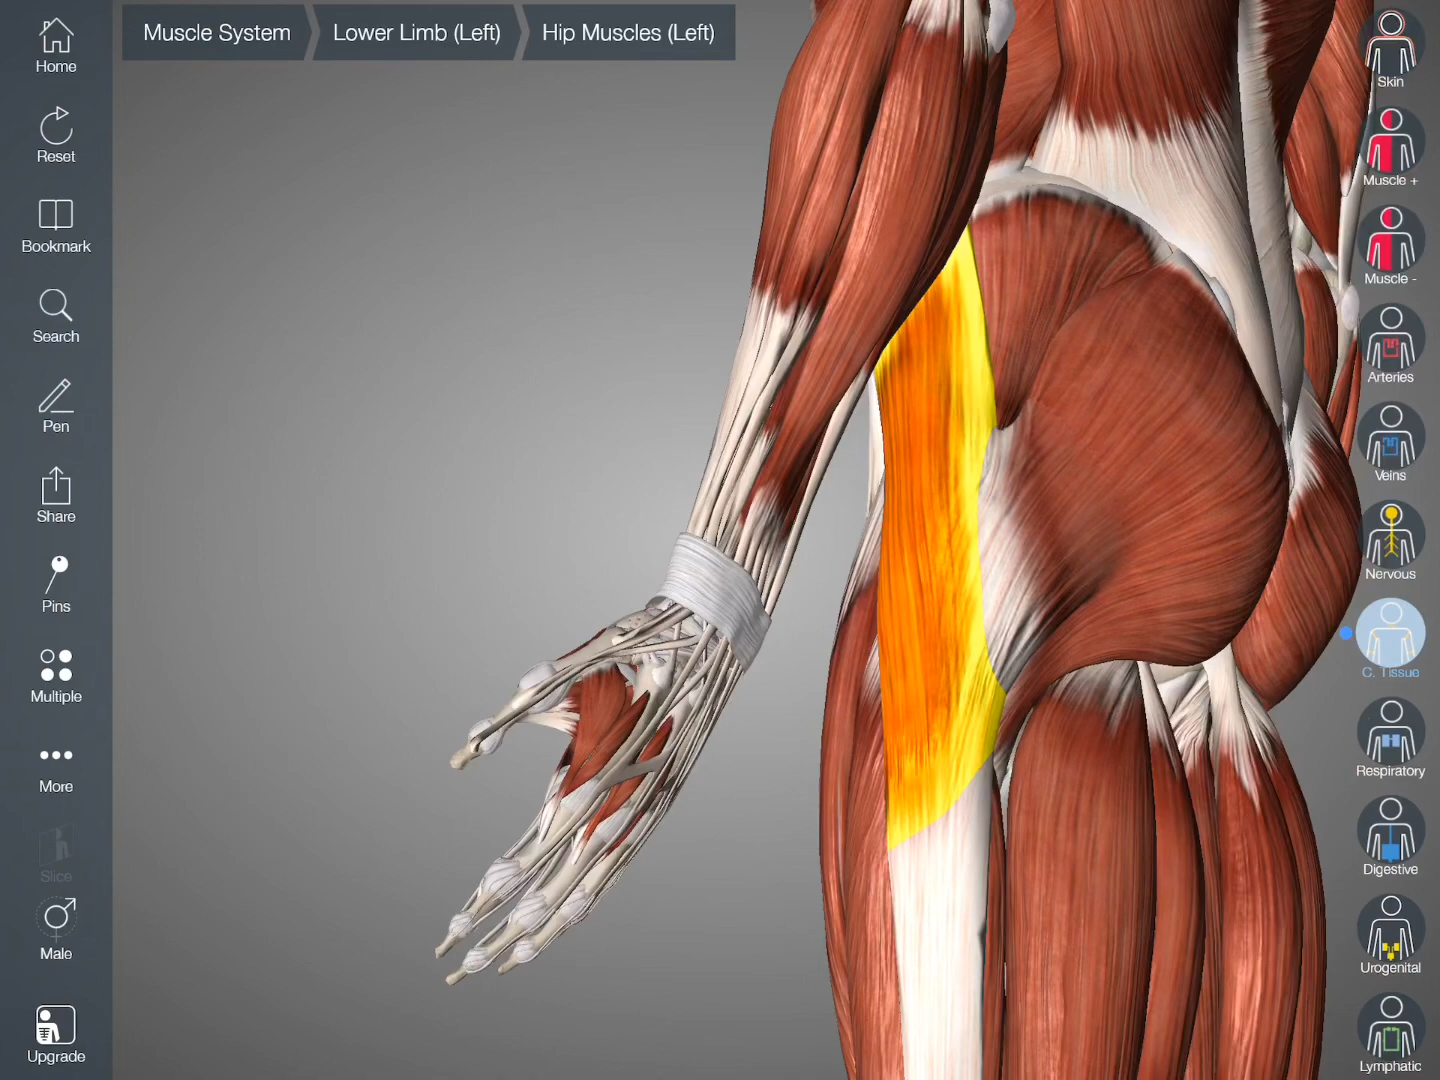 Muscle System
Lower Limb (Left)
Hip Muscles (Left)
Home
Reset
Bookmark
Search
Pen
Share
Pins
Multiple
More
Slice
Male
Upgrade
Skin
Muscle +
Muscle -
Arteries
Veins
Nervous
C. Tissue
Respiratory
Digestive
Urogenital
Lymphatic